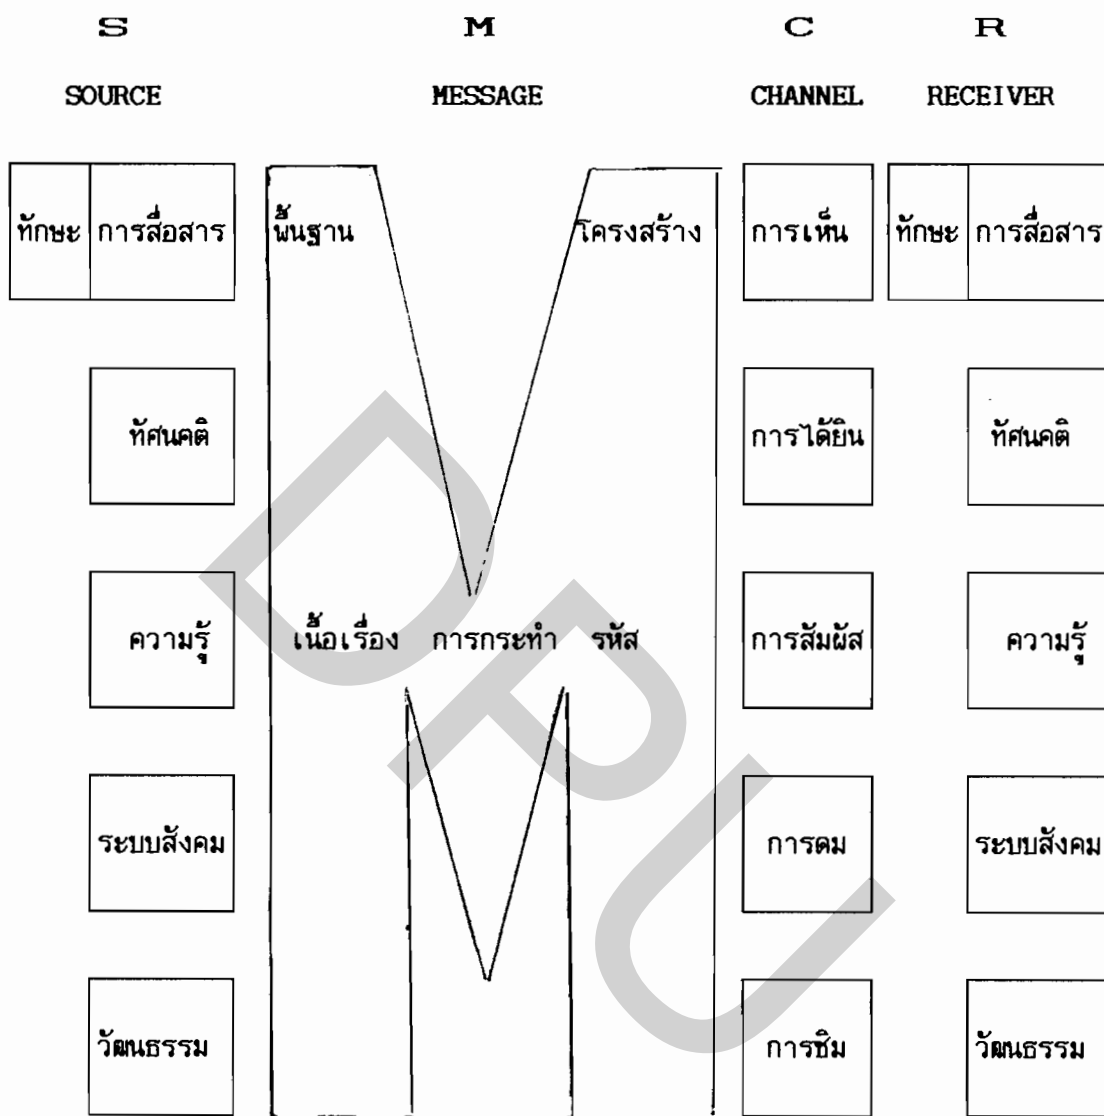 S M C R
SOURCE MESSAGE CHANNEL RECEIVER
ทักษะ การสื่อสาร พื้นฐาน โครงสร้าง การเห็น ทักษะ การสื่อสาร
ทัศนคติ การได้ยิน ทัศนคติ
ความรู้ เนื้อเรื่อง การกระทำ รหัส การสัมผัส ความรู้
ระบบสังคม การดม ระบบสังคม
วัฒนธรรม การชิม วัฒนธรรม
DPU